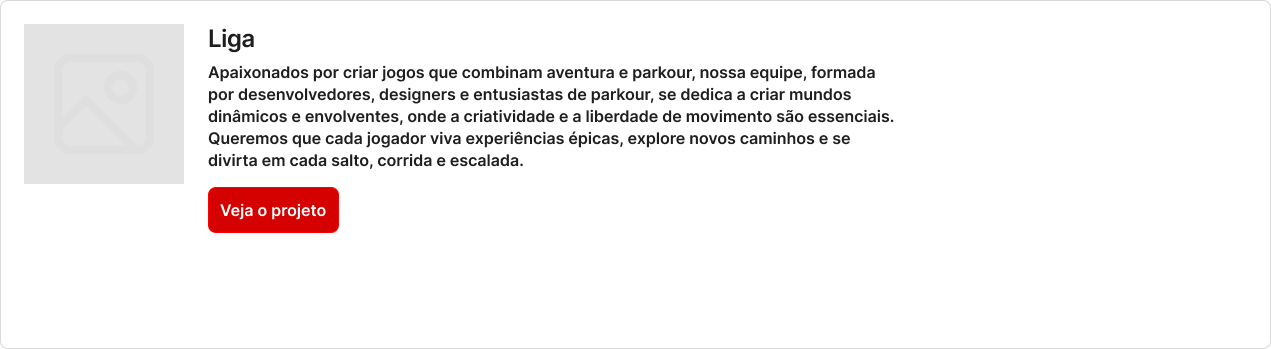 Liga
Apaixonados por criar jogos que combinam aventura e parkour, nossa equipe, formada
por desenvolvedores, designers e entusiastas de parkour, se dedica a criar mundos
dinâmicos e envolventes, onde a criatividade e a liberdade de movimento são essenciais.
Queremos que cada jogador viva experiências épicas, explore novos caminhos e se
divirta em cada salto, corrida e escalada.
Veja o projeto